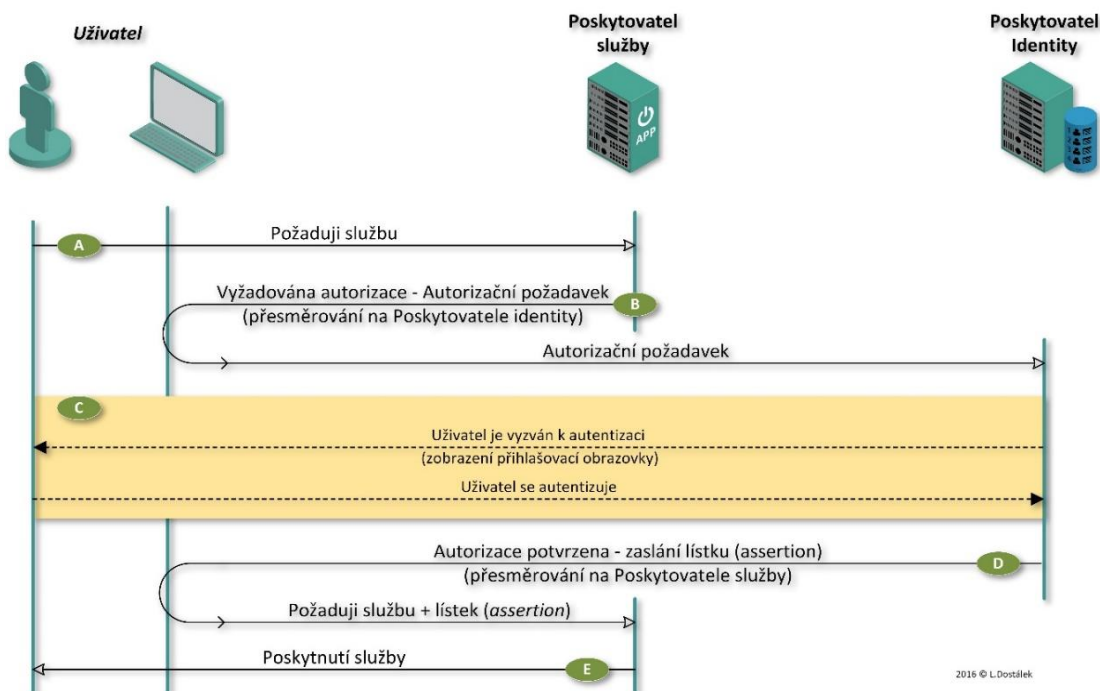 Uživatel
Poskytovatel
služby
Poskytovatel
Identity
APP
A
Požaduji službu
Vyžadována autorizace - Autorizační požadavek
B
(přesměrování na Poskytovatele identity)
Autorizační požadavek
C
Uživatel je vyzván k autentizaci
(zobrazení přihlašovací obrazovky)
Uživatel se autentizuje
Autorizace potvrzena - zaslání lístku (assertion)
D
(přesměrování na Poskytovatele služby)
Požaduji službu + lístek (assertion)
Poskytnutí služby
E
2016 © L.Dostálek